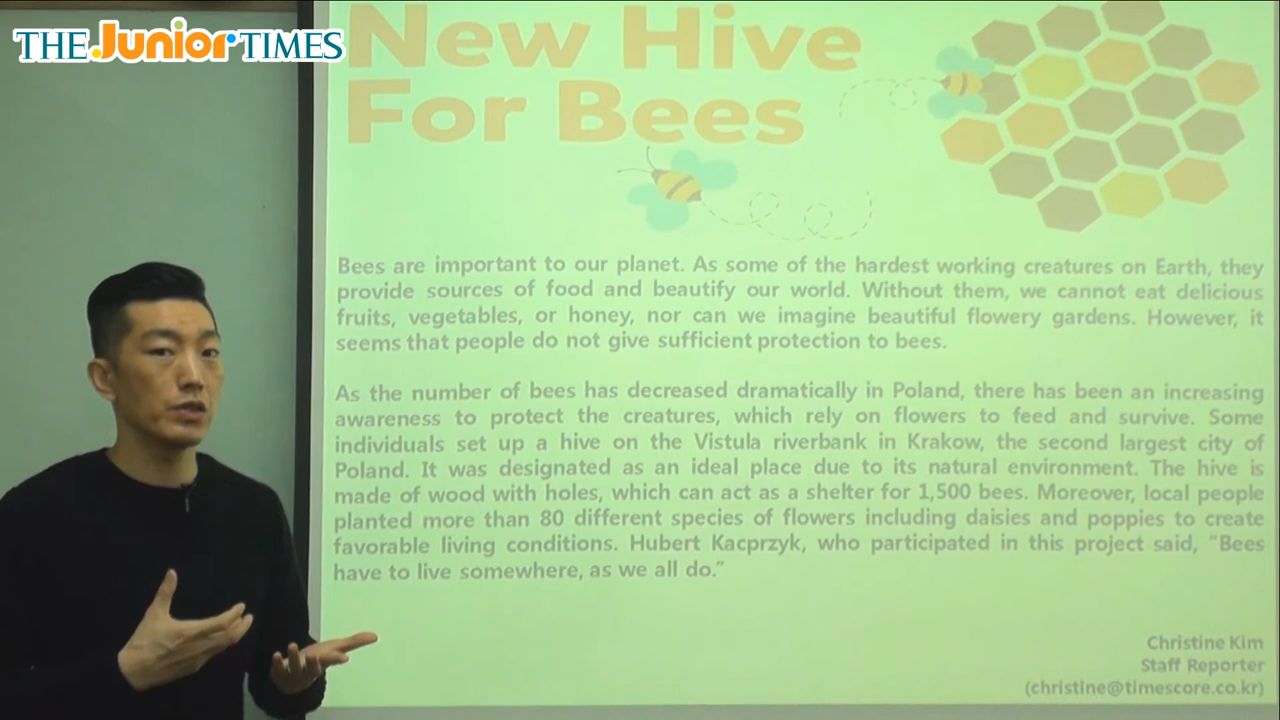 THE Junior TIMES
New Hive
For Bees
Bees are important to our planet. As some of the hardest working creatures on Earth, they
provide sources of food and beautify our world. Without them, we cannot eat delicious
fruits, vegetables, or honey, nor can we imagine beautiful flowery gardens. However, it
seems that people do not give sufficient protection to bees.
As the number of bees has decreased dramatically in Poland, there has been an increasing
awareness to protect the creatures, which rely on flowers to feed and survive. Some
individuals set up a hive on the Vistula riverbank in Krakow, the second largest city of
Poland. It was designated as an ideal place due to its natural environment. The hive is
made of wood with holes, which can act as a shelter for 1,500 bees. Moreover, local people
planted more than 80 different species of flowers including daisies and poppies to create
favorable living conditions. Hubert Kacprzyk, who participated in this project said, “Bees
have to live somewhere, as we all do.”
Christine Kim
Staff Reporter
(christine@timescore.co.kr)